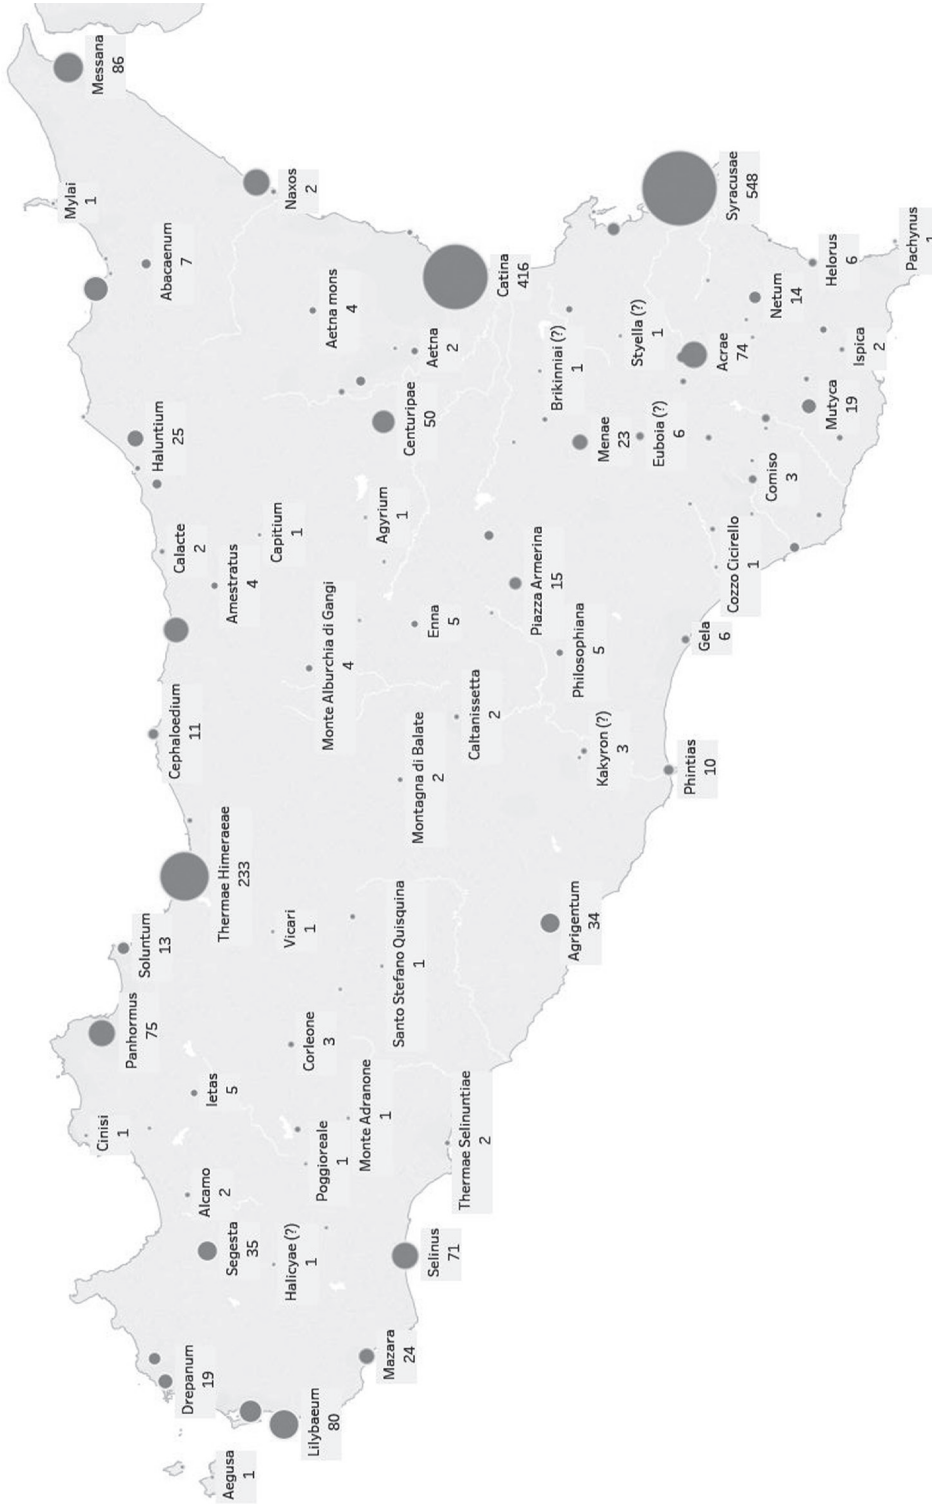 Messana
86
Mylai
1
Abacaenum
7
Naxos
2
Haluntium
25
Aetna mons
4
Catina
416
Aetna
2
Centuripae
50
Calacte
2
Amestratus
4
Capitium
1
Agyrium
1
Brikinniai (?)
1
Styella (?)
1
Syracusae
548
Helorus
6
Pachynus
Netum
14
Acrae
74
Ispica
2
Menae
23
Euboia (?)
6
Mutyca
19
Comiso
3
Cozzo Cicirello
1
Cephaloedium
11
Monte Alburchia di Gangi
4
Enna
5
Piazza Armerina
15
Philosophiana
5
Gela
6
Caltanissetta
2
Montagna di Balate
2
Kakyron (?)
3
Phintias
10
Thermae Himeraeae
233
Soluntum
13
Vicari
1
Santo Stefano Quisquina
1
Agrigentum
34
Panhormus
75
Corleone
3
Ietas
5
Cinisi
1
Monte Adranone
1
Poggioreale
1
Thermae Selinuntiae
2
Alcamo
2
Segesta
35
Halicyae (?)
1
Selinus
71
Drepanum
19
Mazara
24
Lilybaeum
80
Aegusa
1